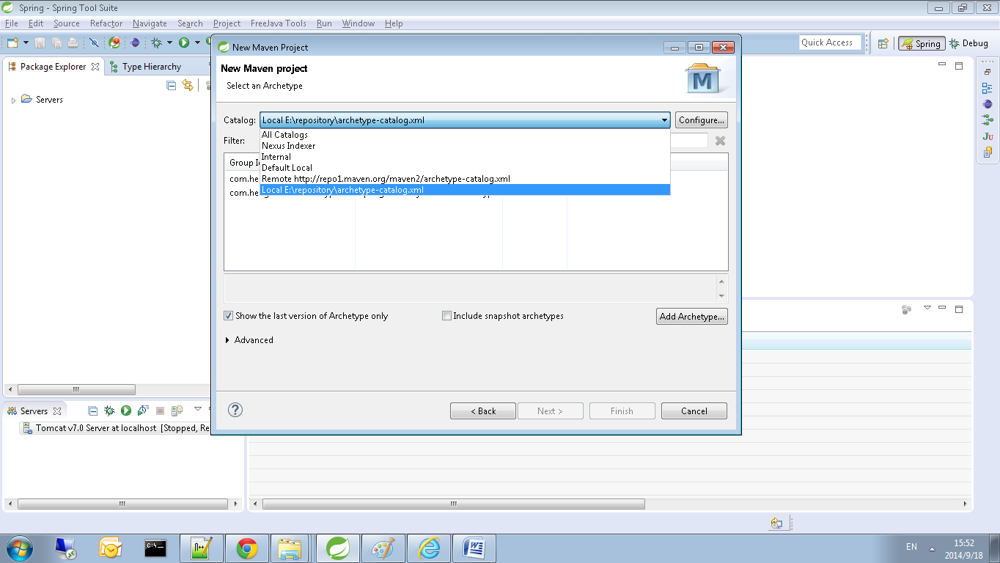 Spring - Spring Tool Suite
File Edit Source Refactor Navigate Search Project FreeJava Tools Run Window Help
Quick Access
Spring
Debug
Package Explorer
Type Hierarchy
Servers
New Maven Project
New Maven project
Select an Archetype
M
Catalog: Local E:\repository\archetype-catalog.xml Configure...
All Catalogs
Filter:
Nexus Indexer
Internal
Group I
Default Local
com.he
Remote http://repo1.maven.org/maven2/archetype-catalog.xml
com.he
Local E:\repository\archetype-catalog.xml
Show the last version of Archetype only
Include snapshot archetypes
Add Archetype...
Advanced
? < Back Next > Finish Cancel
Servers
Tomcat v7.0 Server at localhost [Stopped, Re
JU
C:\_
N++
W
EN
15:52
2014/9/18